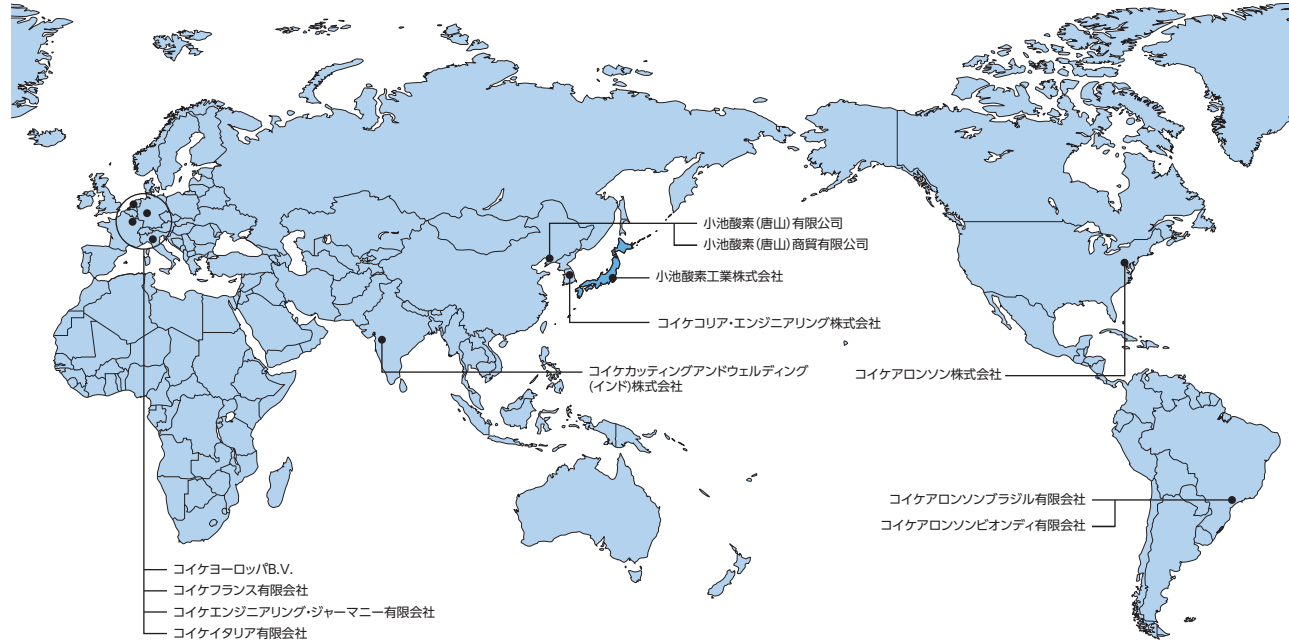 小池酸素(唐山)有限公司
小池酸素(唐山)商貿有限公司
小池酸素工業株式会社
コイケコリア・エンジニアリング株式会社
コイケカッティングアンドウェルディング
(インド)株式会社
コイケアロンソン株式会社
コイケアロンソンブラジル有限会社
コイケアロンソンビオンディ有限会社
コイケヨーロッパB.V.
コイケフランス有限会社
コイケエンジニアリング・ジャーマニー有限会社
コイケイタリア有限会社